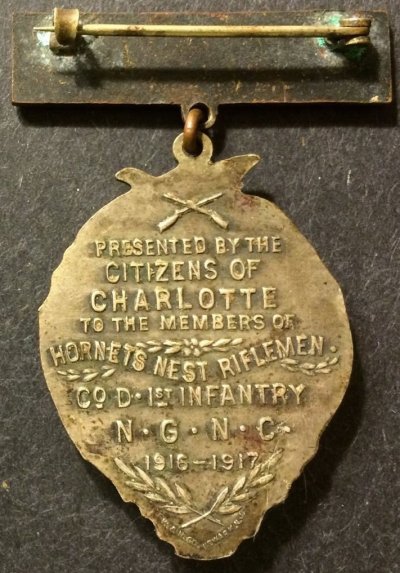 PRESENTED BY THE
CITIZENS OF
CHARLOTTE
TO THE MEMBERS OF
HORNETS NEST RIFLEMEN.
CO D · 1ST INFANTRY
N · G · N · C ·
1916 – 1917